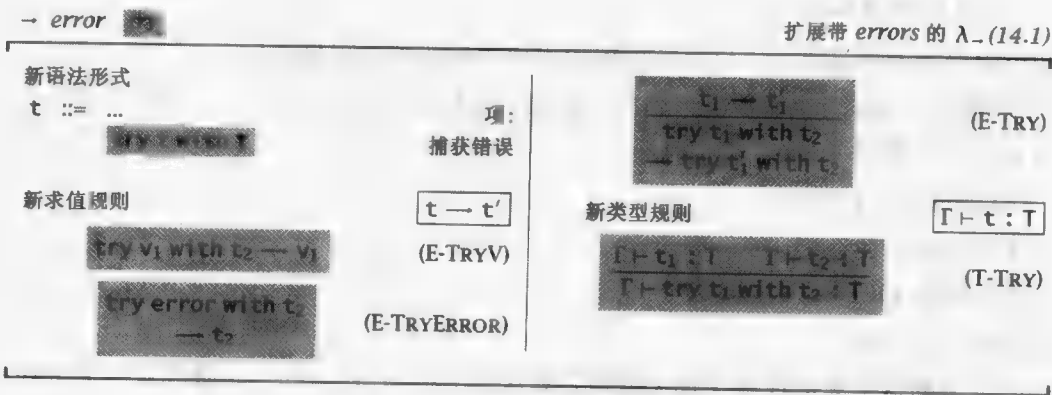 → error
扩展带 errors 的 λ→ (14.1)
新语法形式
t ::= ...
项:
try t with t
捕获错误
新求值规则
t → t′
try v₁ with t₂ → v₁
(E-TRYV)
try error with t₂
→ t₂
(E-TRYERROR)
t₁ → t₁′
try t₁ with t₂
→ try t₁′ with t₂
(E-TRY)
新类型规则
Γ ⊢ t : T
Γ ⊢ t₁ : T Γ ⊢ t₂ : T
Γ ⊢ try t₁ with t₂ : T
(T-TRY)